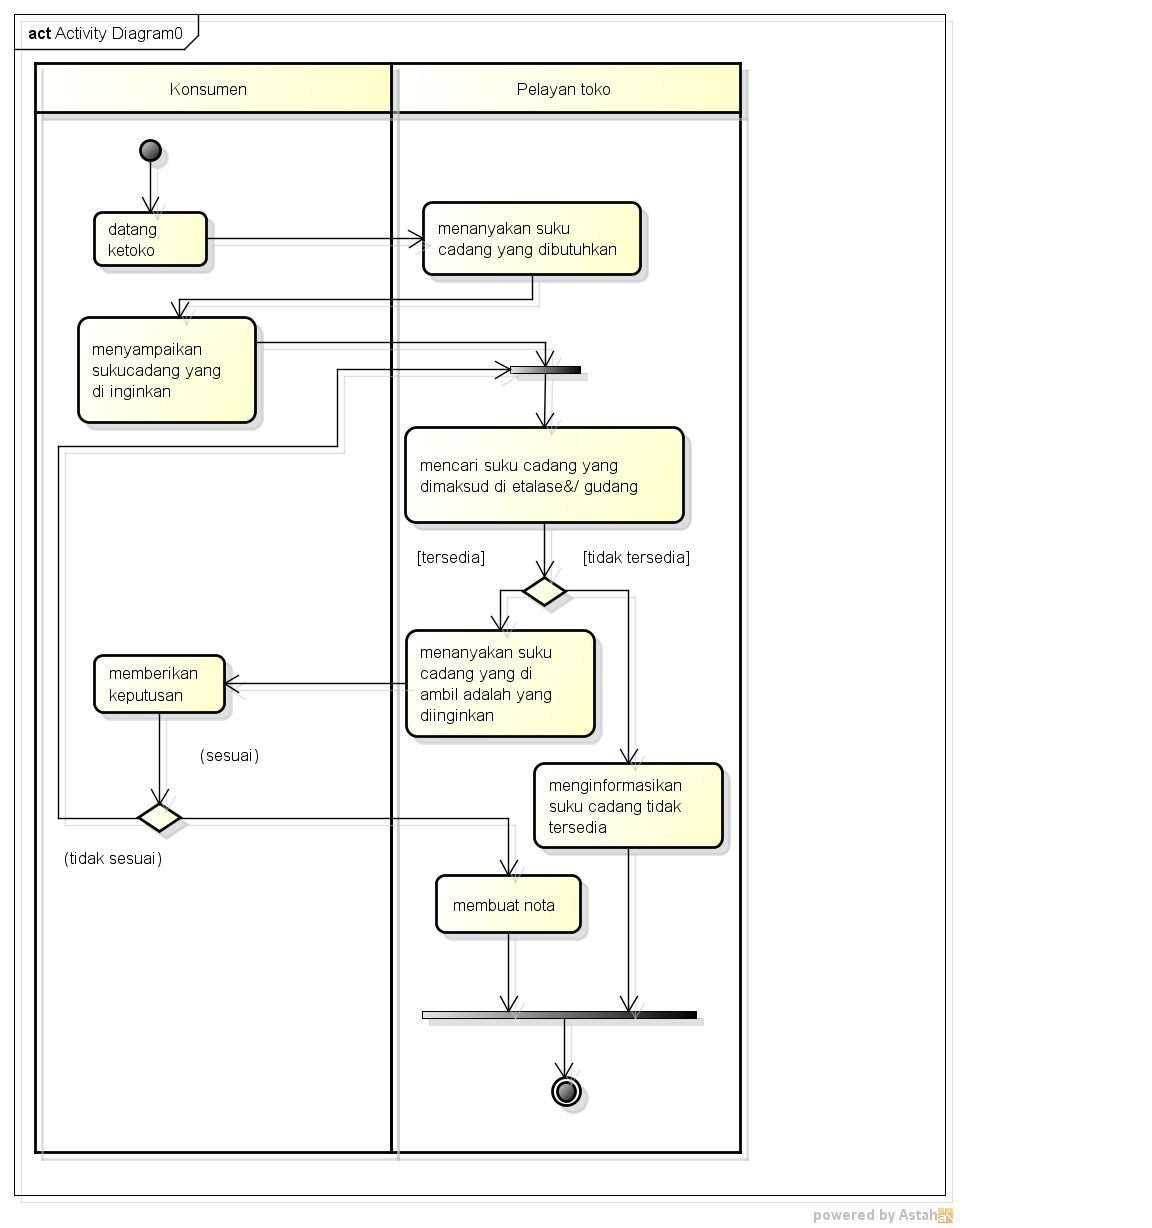 act Activity Diagram0
Konsumen
Pelayan toko
datang
ketoko
menanyakan suku
cadang yang dibutuhkan
menyampaikan
sukucadang yang
di inginkan
mencari suku cadang yang
dimaksud di etalase&/ gudang
[tersedia]
[tidak tersedia]
menanyakan suku
cadang yang di
ambil adalah yang
diinginkan
memberikan
keputusan
(sesuai)
menginformasikan
suku cadang tidak
tersedia
(tidak sesuai)
membuat nota
powered by Astah